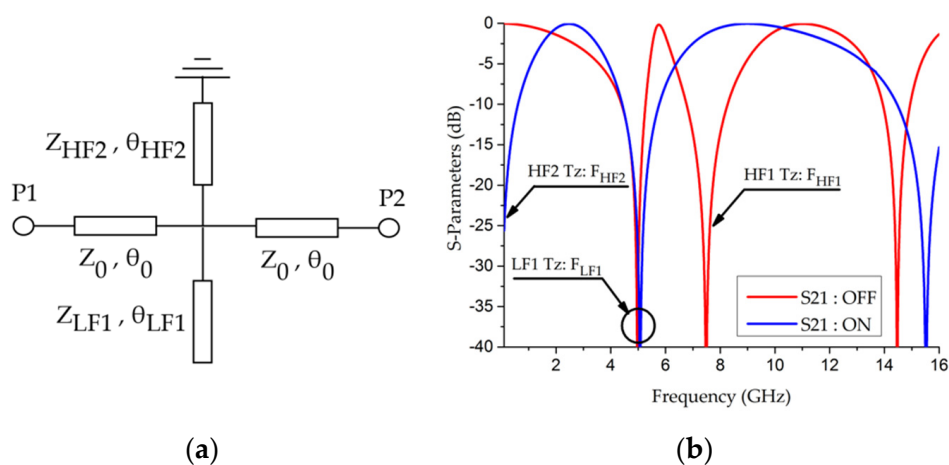 (a)
Z_HF2 , θ_HF2
P1
P2
Z_0 , θ_0
Z_0 , θ_0
Z_LF1 , θ_LF1
(b)
S-Parameters (dB)
0
-5
-10
-15
-20
-25
-30
-35
-40
HF2 Tz: F_HF2
HF1 Tz: F_HF1
LF1 Tz: F_LF1
S21 : OFF
S21 : ON
2 4 6 8 10 12 14 16
Frequency (GHz)
(a)
(b)